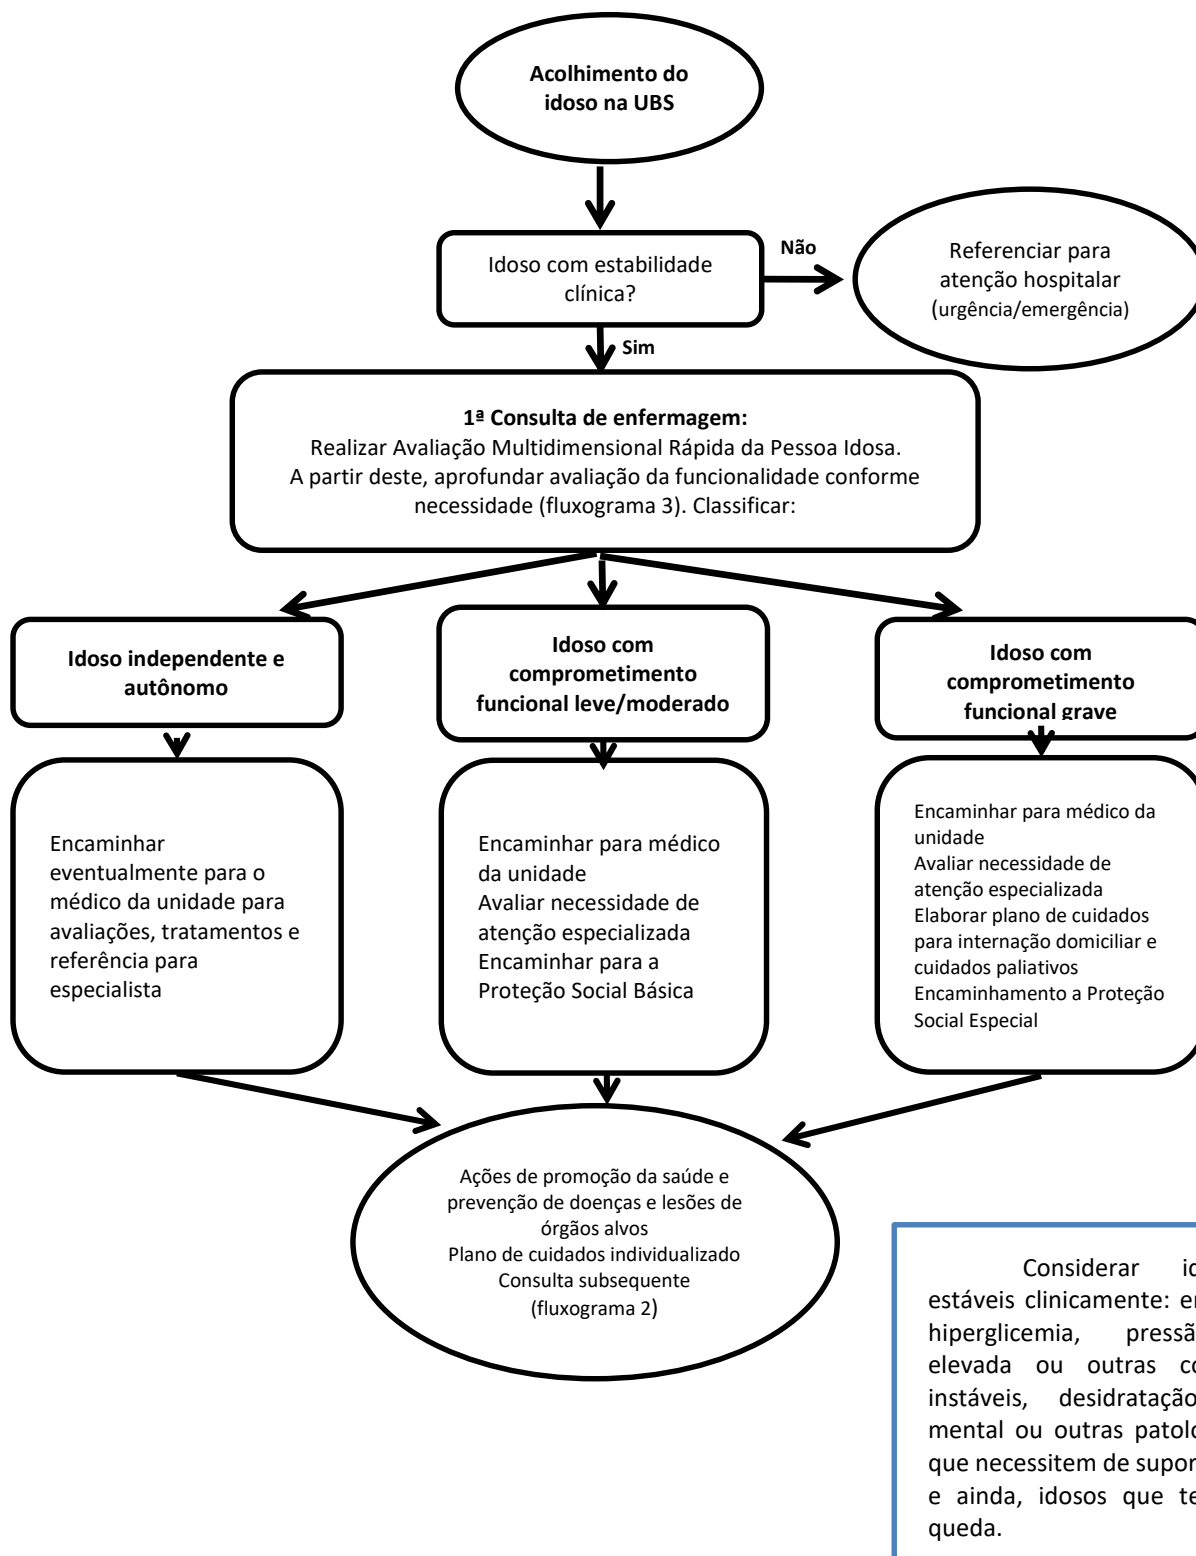 Acolhimento do
idoso na UBS
Idoso com estabilidade
clínica?
Não
Referenciar para
atenção hospitalar
(urgência/emergência)
Sim
1ª Consulta de enfermagem:
Realizar Avaliação Multidimensional Rápida da Pessoa Idosa.
A partir deste, aprofundar avaliação da funcionalidade conforme
necessidade (fluxograma 3). Classificar:
Idoso independente e
autônomo
Idoso com
comprometimento
funcional leve/moderado
Idoso com
comprometimento
funcional grave
Encaminhar
eventualmente para o
médico da unidade para
avaliações, tratamentos e
referência para
especialista
Encaminhar para médico
da unidade
Avaliar necessidade de
atenção especializada
Encaminhar para a
Proteção Social Básica
Encaminhar para médico da
unidade
Avaliar necessidade de
atenção especializada
Elaborar plano de cuidados
para internação domiciliar e
cuidados paliativos
Encaminhamento a Proteção
Social Especial
Ações de promoção da saúde e
prevenção de doenças e lesões de
órgãos alvos
Plano de cuidados individualizado
Consulta subsequente
(fluxograma 2)
Considerar
estáveis clinicamente:
hiperglicemia,
elevada ou outras
instáveis, desidratação
mental ou outras
que necessitem de
e ainda, idosos que
queda.